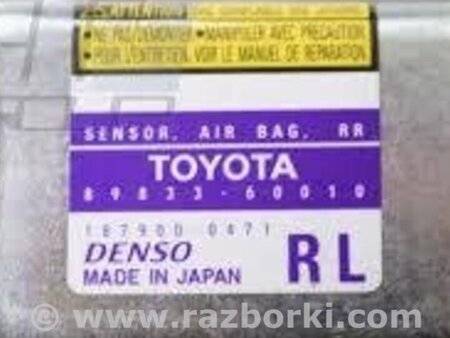 •NE PAS/DEMONTER •MANIPULER AVEC PRECAUTION
•POUR L'ENTRETIEN, VOIR LE MANUEL DE REPARATION
SENSOR, AIR BAG, RR
TOYOTA
89833-60010
187900 0471
DENSO
RL
MADE IN JAPAN
www.razborki.com